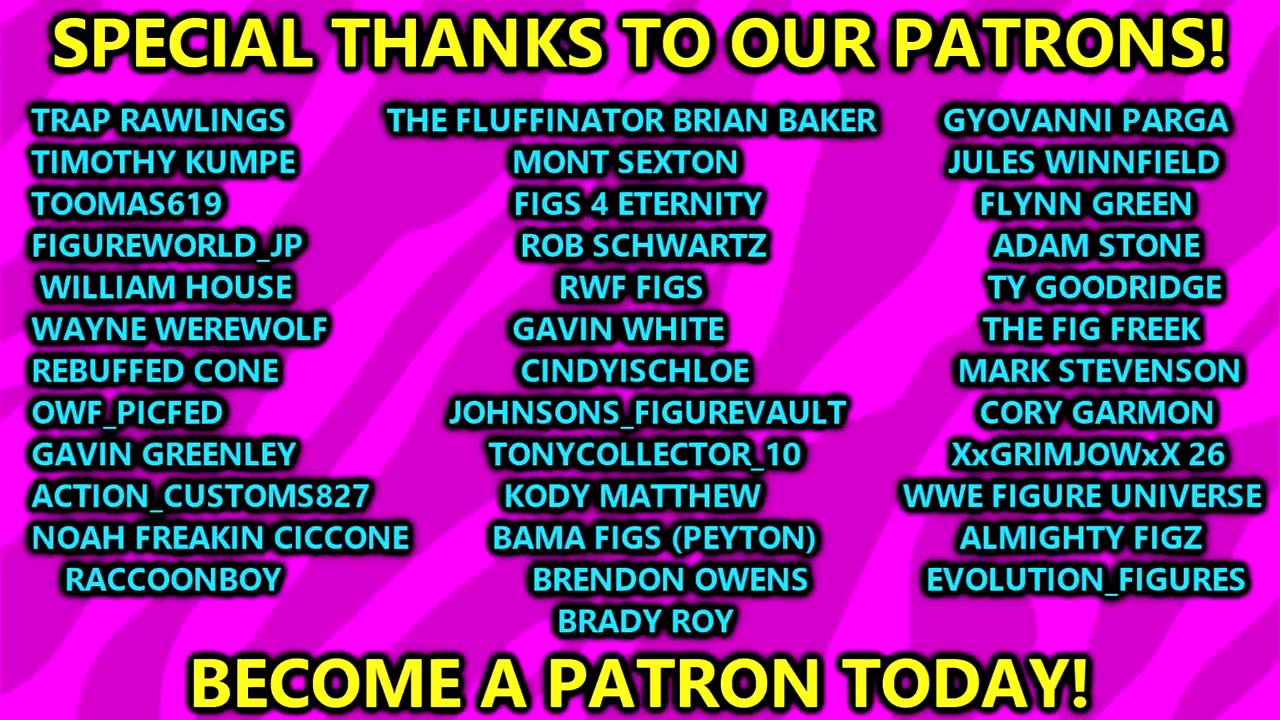 SPECIAL THANKS TO OUR PATRONS!
TRAP RAWLINGS
TIMOTHY KUMPE
TOOMAS619
FIGUREWORLD_JP
WILLIAM HOUSE
WAYNE WEREWOLF
REBUFFED CONE
OWF_PICFED
GAVIN GREENLEY
ACTION_CUSTOMS827
NOAH FREAKIN CICCONE
RACCOONBOY
THE FLUFFINATOR BRIAN BAKER
MONT SEXTON
FIGS 4 ETERNITY
ROB SCHWARTZ
RWF FIGS
GAVIN WHITE
CINDYISCHLOE
JOHNSONS_FIGUREVAULT
TONYCOLLECTOR_10
KODY MATTHEW
BAMA FIGS (PEYTON)
BRENDON OWENS
BRADY ROY
GYOVANNI PARGA
JULES WINNFIELD
FLYNN GREEN
ADAM STONE
TY GOODRIDGE
THE FIG FREEK
MARK STEVENSON
CORY GARMON
XxGRIMJOWxX 26
WWE FIGURE UNIVERSE
ALMIGHTY FIGZ
EVOLUTION_FIGURES
BECOME A PATRON TODAY!